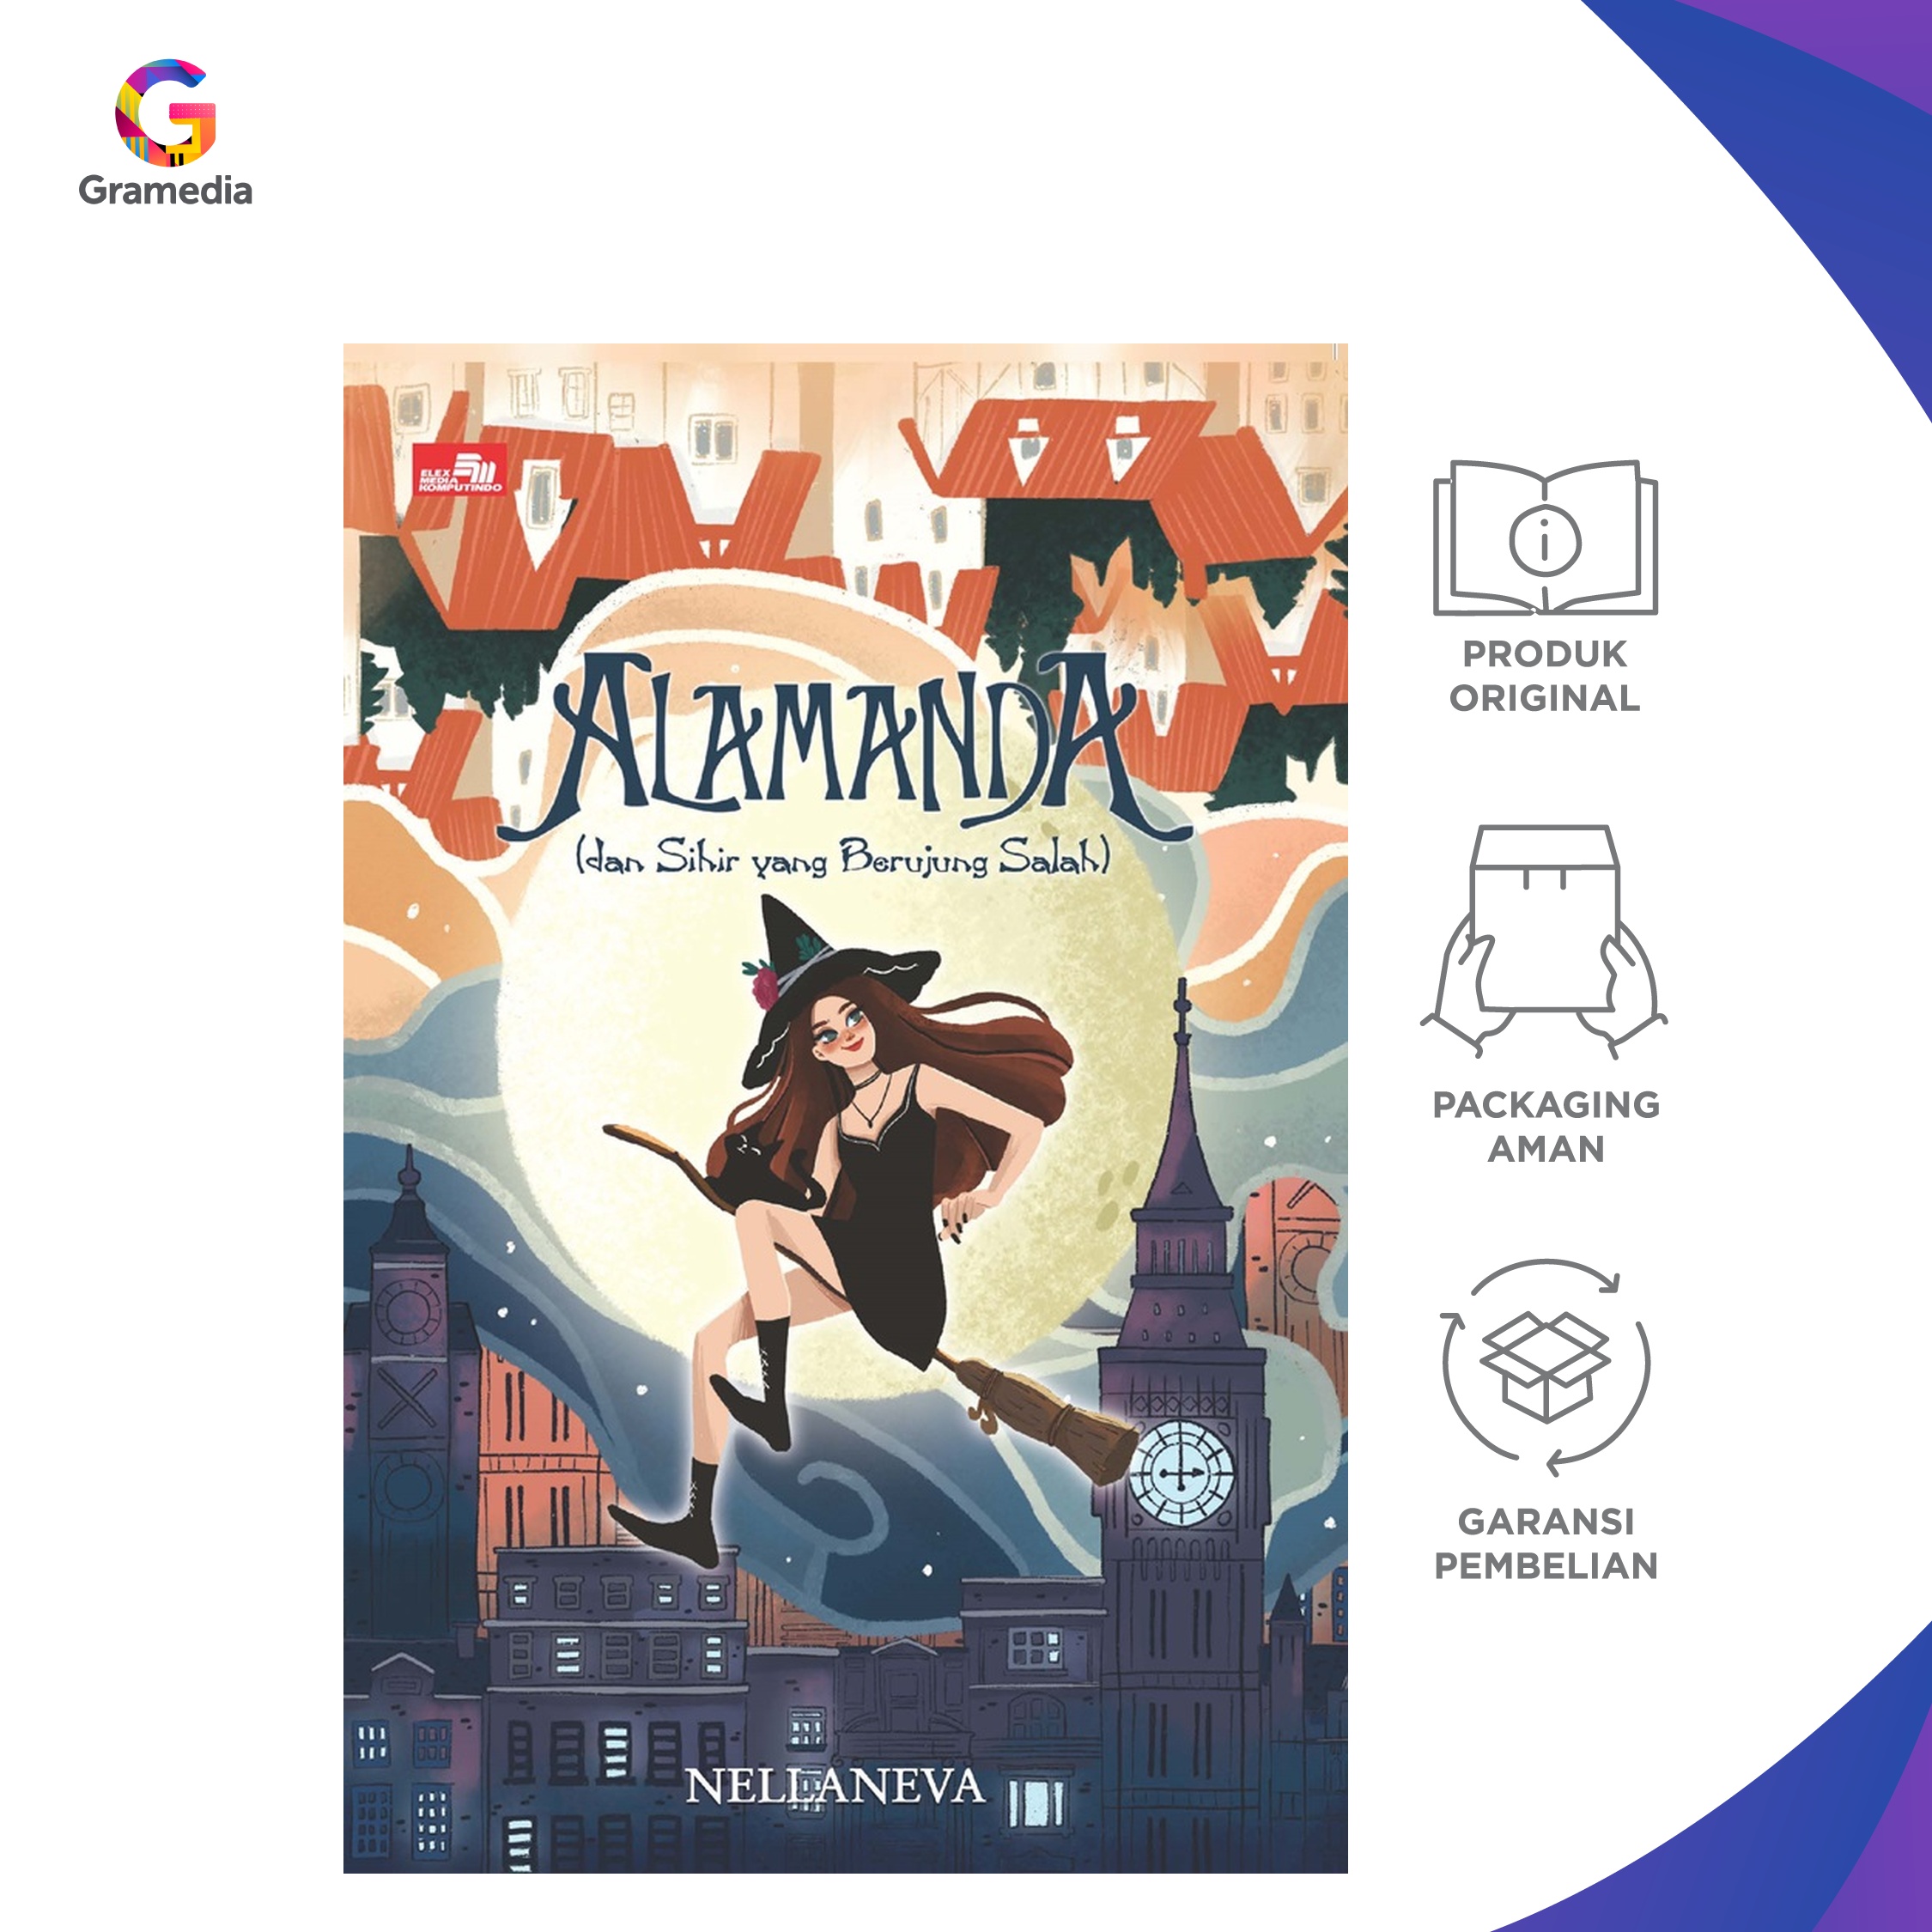 Gramedia
ELEX
MEDIA
KOMPUTINDO
ALAMANDA
(dan Sihir yang Berujung Salah)
NELLANEVA
PRODUK
ORIGINAL
PACKAGING
AMAN
GARANSI
PEMBELIAN